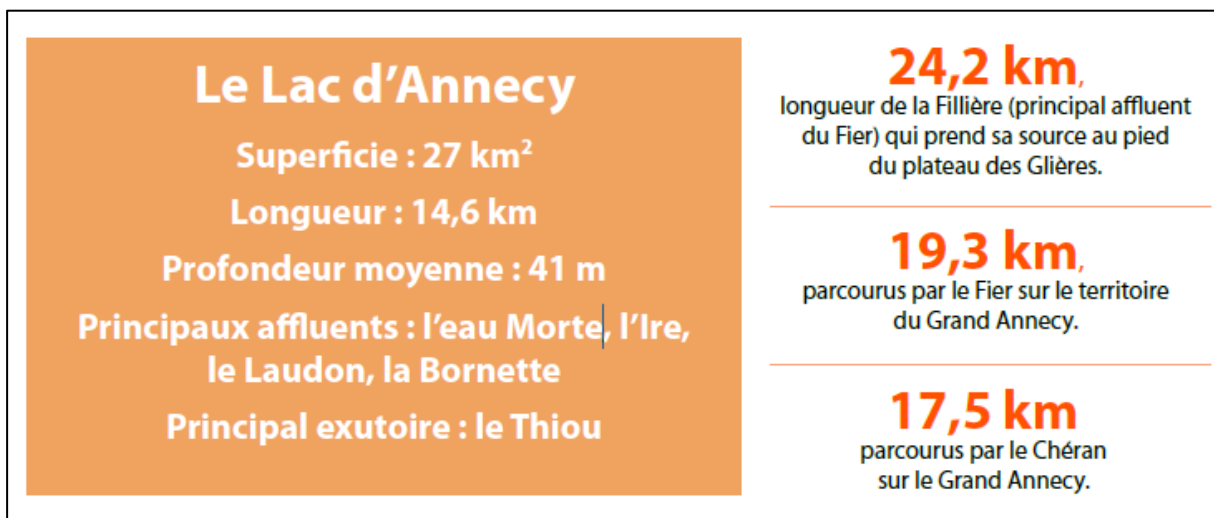 Le Lac d’Annecy
Superficie : 27 km²
Longueur : 14,6 km
Profondeur moyenne : 41 m
Principaux affluents : l’eau Morte, l’Ire,
le Laudon, la Bornette
Principal exutoire : le Thiou
24,2 km,
longueur de la Fillière (principal affluent
du Fier) qui prend sa source au pied
du plateau des Glières.
19,3 km,
parcourus par le Fier sur le territoire
du Grand Annecy.
17,5 km
parcourus par le Chéran
sur le Grand Annecy.